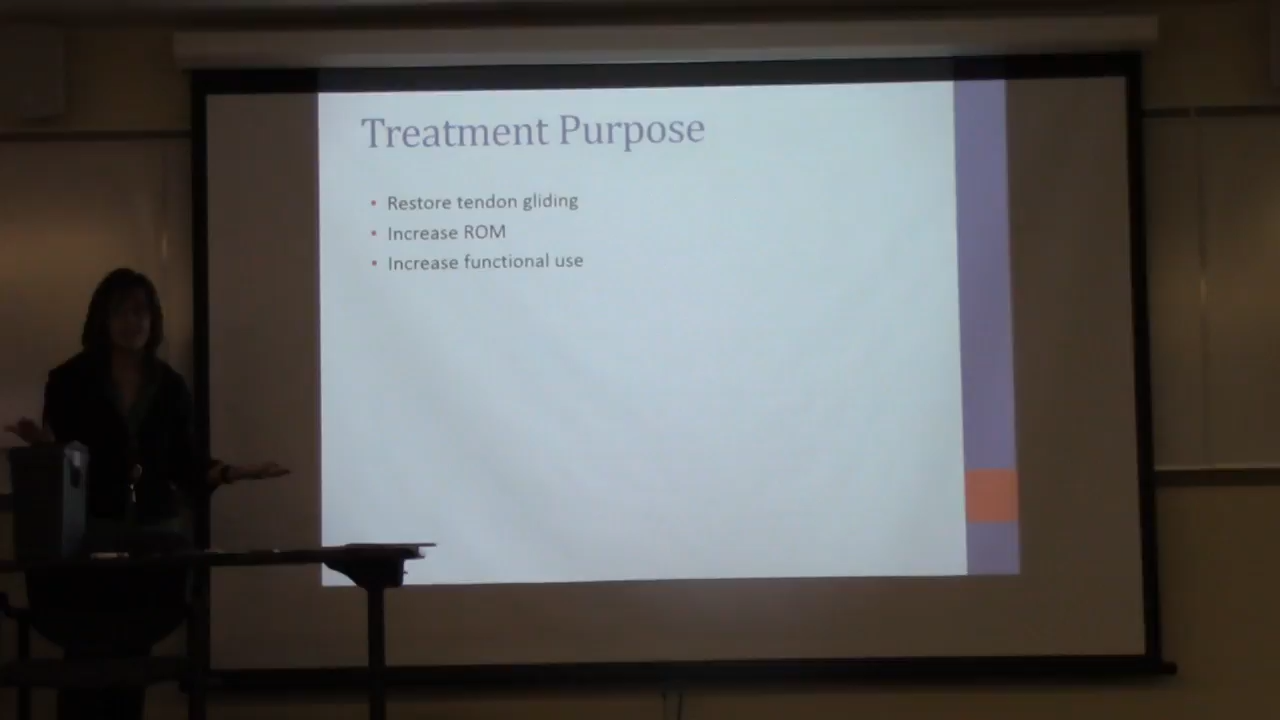 Treatment Purpose
• Restore tendon gliding
• Increase ROM
• Increase functional use